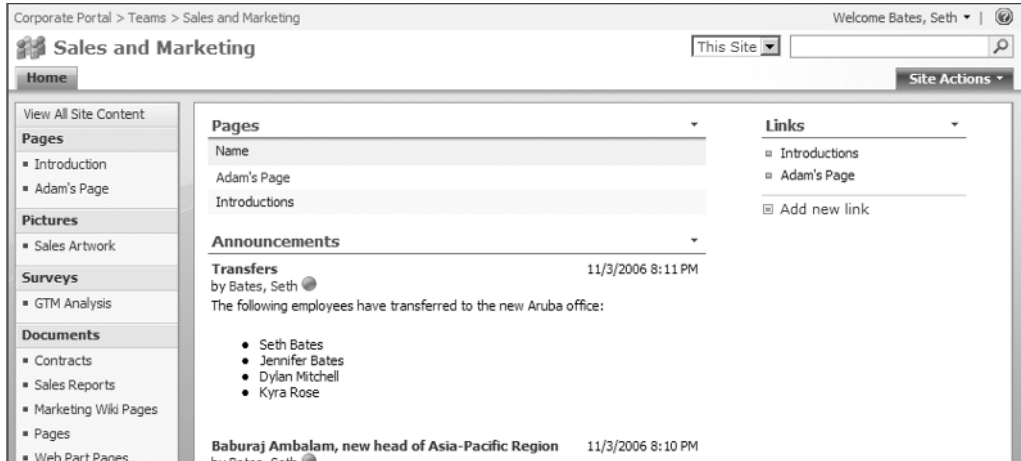 Corporate Portal > Teams > Sales and Marketing
Welcome Bates, Seth
Sales and Marketing
This Site
Home
Site Actions
View All Site Content
Pages
Introduction
Adam's Page
Pictures
Sales Artwork
Surveys
GTM Analysis
Documents
Contracts
Sales Reports
Marketing Wiki Pages
Pages
Web Part Pages
Pages
Name
Adam's Page
Introductions
Announcements
Transfers 11/3/2006 8:11 PM
by Bates, Seth
The following employees have transferred to the new Aruba office:
Seth Bates
Jennifer Bates
Dylan Mitchell
Kyra Rose
Baburaj Ambalam, new head of Asia-Pacific Region 11/3/2006 8:10 PM
by Bates, Seth
Links
Introductions
Adam's Page
Add new link